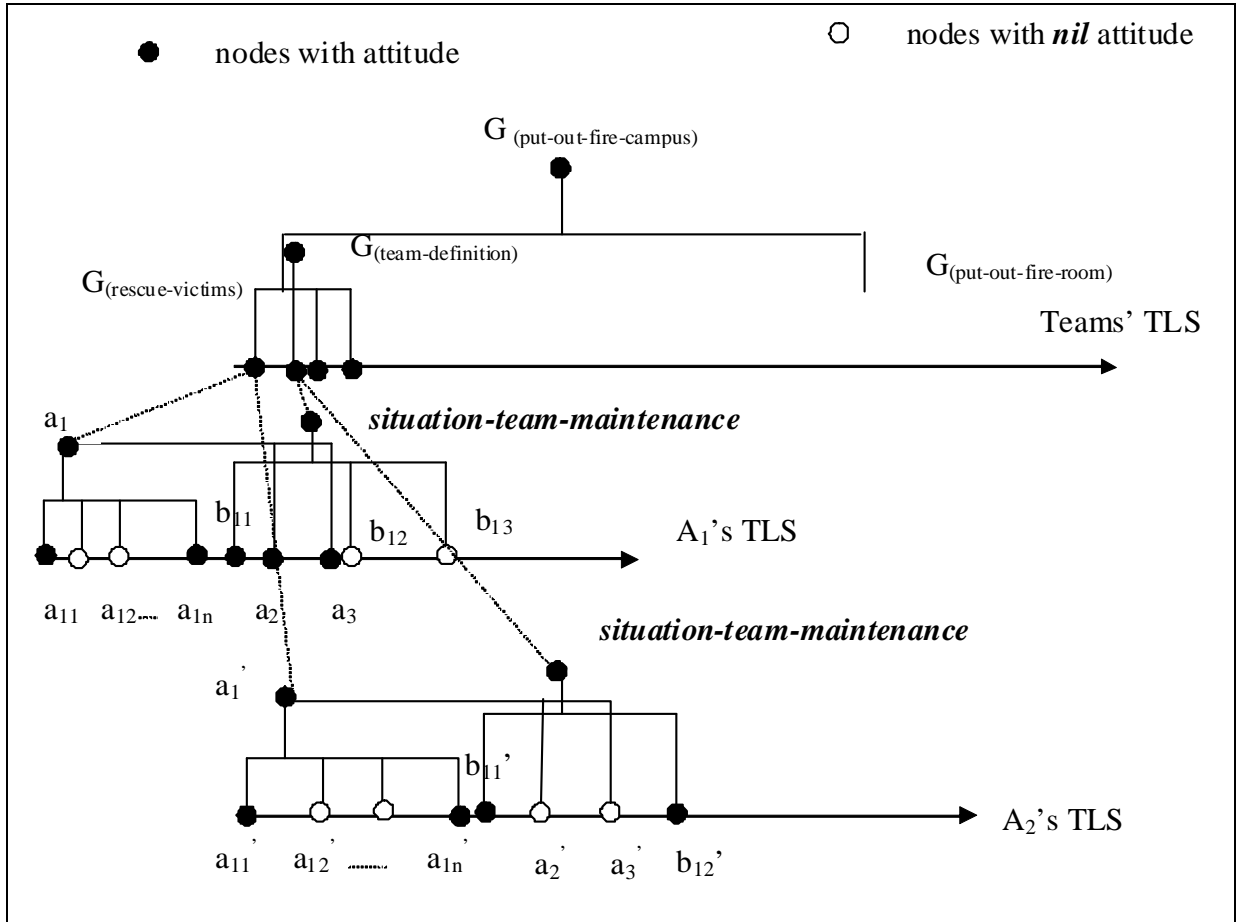 nodes with attitude
nodes with nil attitude
G (put-out-fire-campus)
G(team-definition)
G(rescue-victims)
G(put-out-fire-room)
Teams' TLS
a1
situation-team-maintenance
b11
b12
b13
A1's TLS
a11 a12.... a1n a2 a3
situation-team-maintenance
a1'
b11'
A2's TLS
a11' a12' ....... a1n' a2' a3' b12'